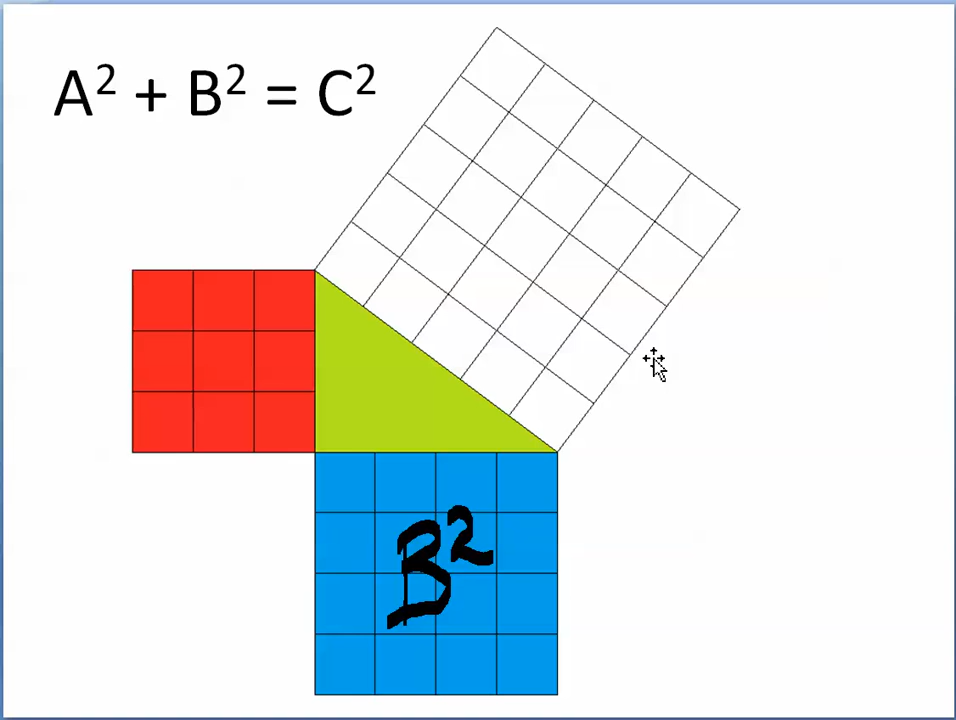 A² + B² = C²
B²